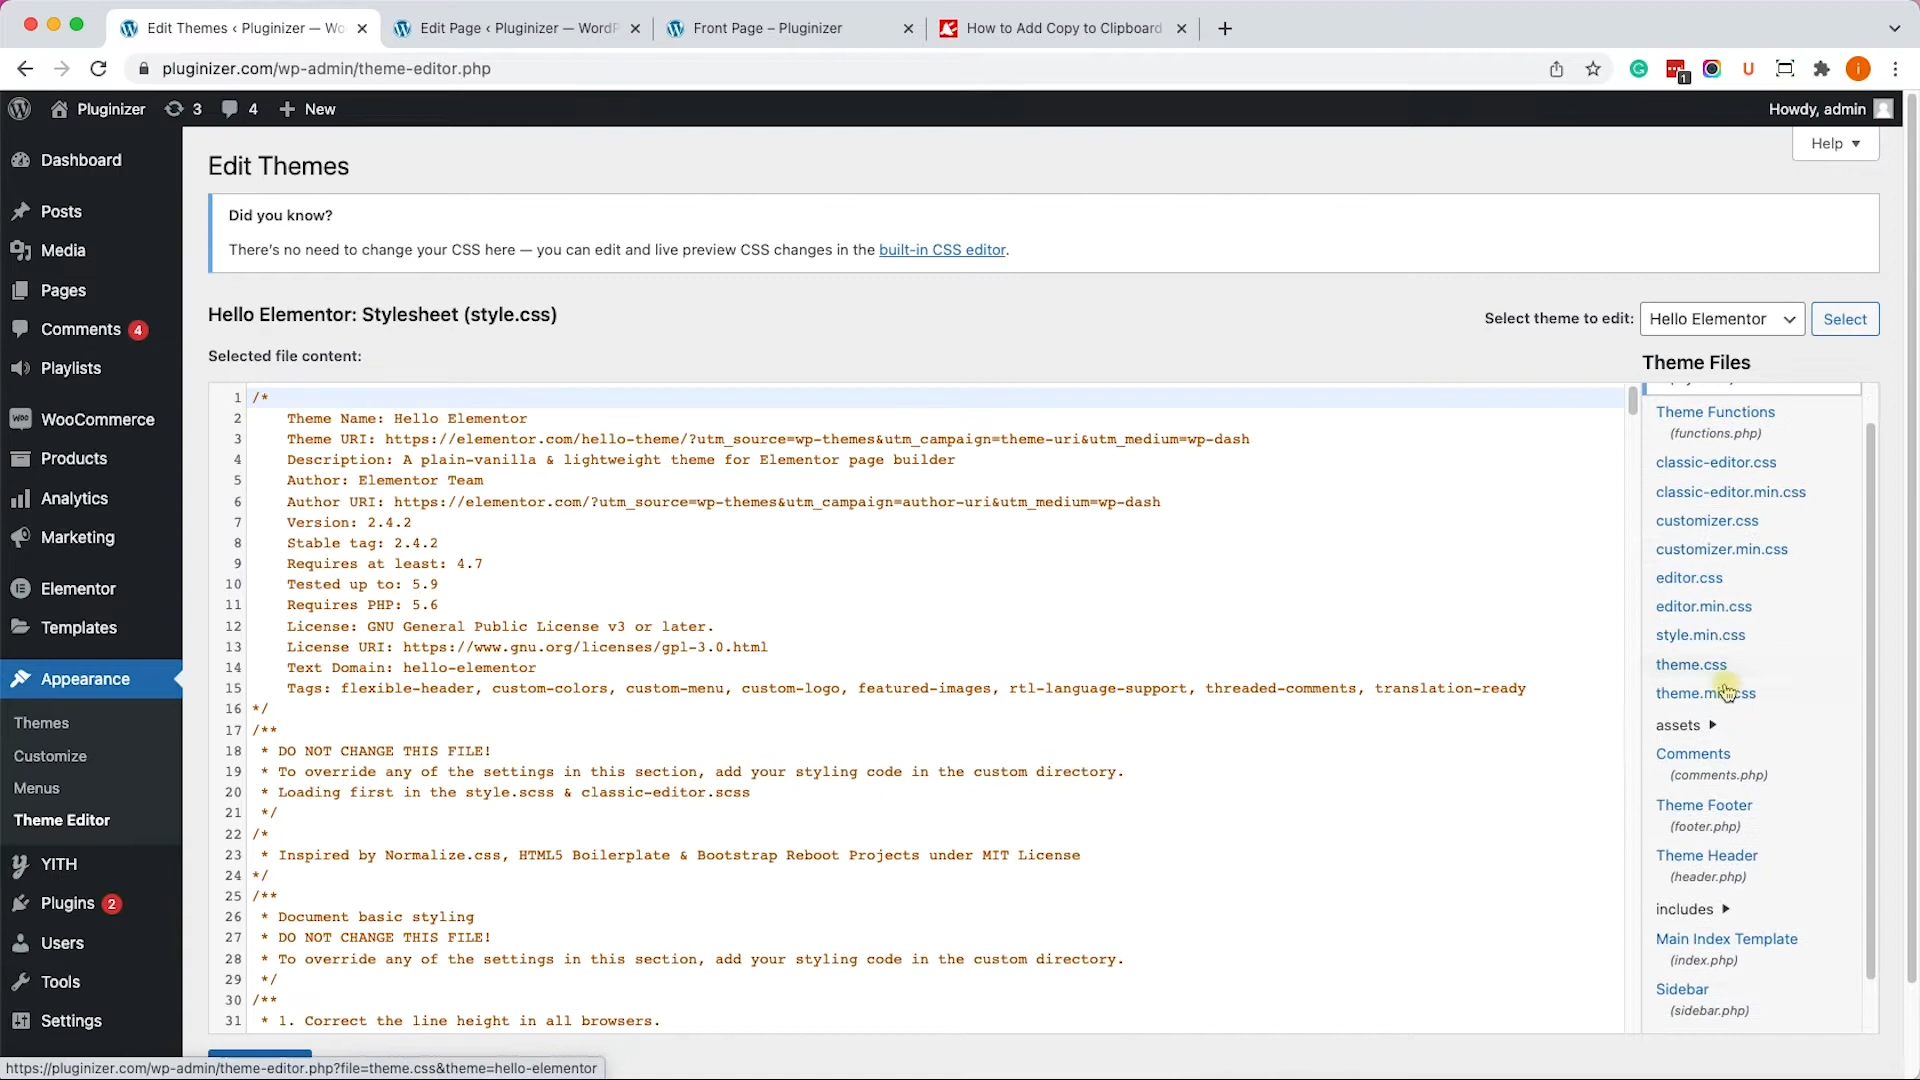 Edit Themes ‹ Pluginizer — Wo
Edit Page ‹ Pluginizer — WordP
Front Page – Pluginizer
How to Add Copy to Clipboard
pluginizer.com/wp-admin/theme-editor.php
1
i
Pluginizer
3
4
New
Howdy, admin
Help
Dashboard
Posts
Media
Pages
Comments 4
Playlists
WooCommerce
Products
Analytics
Marketing
Elementor
Templates
Appearance
Themes
Customize
Menus
Theme Editor
YITH
Plugins 2
Users
Tools
Settings
Edit Themes
Did you know?
There's no need to change your CSS here — you can edit and live preview CSS changes in the built-in CSS editor.
Hello Elementor: Stylesheet (style.css)
Select theme to edit: Hello Elementor Select
Selected file content:
1 /*
2 Theme Name: Hello Elementor
3 Theme URI: https://elementor.com/hello-theme/?utm_source=wp-themes&utm_campaign=theme-uri&utm_medium=wp-dash
4 Description: A plain-vanilla & lightweight theme for Elementor page builder
5 Author: Elementor Team
6 Author URI: https://elementor.com/?utm_source=wp-themes&utm_campaign=author-uri&utm_medium=wp-dash
7 Version: 2.4.2
8 Stable tag: 2.4.2
9 Requires at least: 4.7
10 Tested up to: 5.9
11 Requires PHP: 5.6
12 License: GNU General Public License v3 or later.
13 License URI: https://www.gnu.org/licenses/gpl-3.0.html
14 Text Domain: hello-elementor
15 Tags: flexible-header, custom-colors, custom-menu, custom-logo, featured-images, rtl-language-support, threaded-comments, translation-ready
16 */
17 /**
18 * DO NOT CHANGE THIS FILE!
19 * To override any of the settings in this section, add your styling code in the custom directory.
20 * Loading first in the style.scss & classic-editor.scss
21 */
22 /*
23 * Inspired by Normalize.css, HTML5 Boilerplate & Bootstrap Reboot Projects under MIT License
24 */
25 /**
26 * Document basic styling
27 * DO NOT CHANGE THIS FILE!
28 * To override any of the settings in this section, add your styling code in the custom directory.
29 */
30 /**
31 * 1. Correct the line height in all browsers.
Theme Files
Theme Functions
(functions.php)
classic-editor.css
classic-editor.min.css
customizer.css
customizer.min.css
editor.css
editor.min.css
style.min.css
theme.css
theme.min.css
assets
Comments
(comments.php)
Theme Footer
(footer.php)
Theme Header
(header.php)
includes
Main Index Template
(index.php)
Sidebar
(sidebar.php)
https://pluginizer.com/wp-admin/theme-editor.php?file=theme.css&theme=hello-elementor